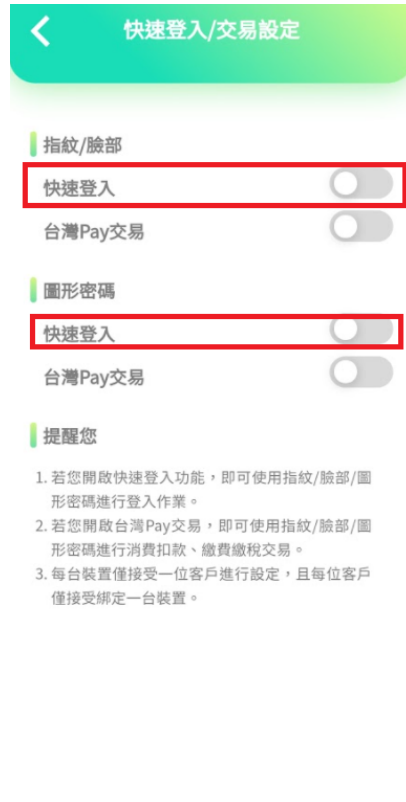 快速登入/交易設定
指紋/臉部
快速登入
台灣Pay交易
圖形密碼
快速登入
台灣Pay交易
提醒您
1. 若您開啟快速登入功能，即可使用指紋/臉部/圖
形密碼進行登入作業。
2. 若您開啟台灣Pay交易，即可使用指紋/臉部/圖
形密碼進行消費扣款、繳費繳稅交易。
3. 每台裝置僅接受一位客戶進行設定，且每位客戶
僅接受綁定一台裝置。